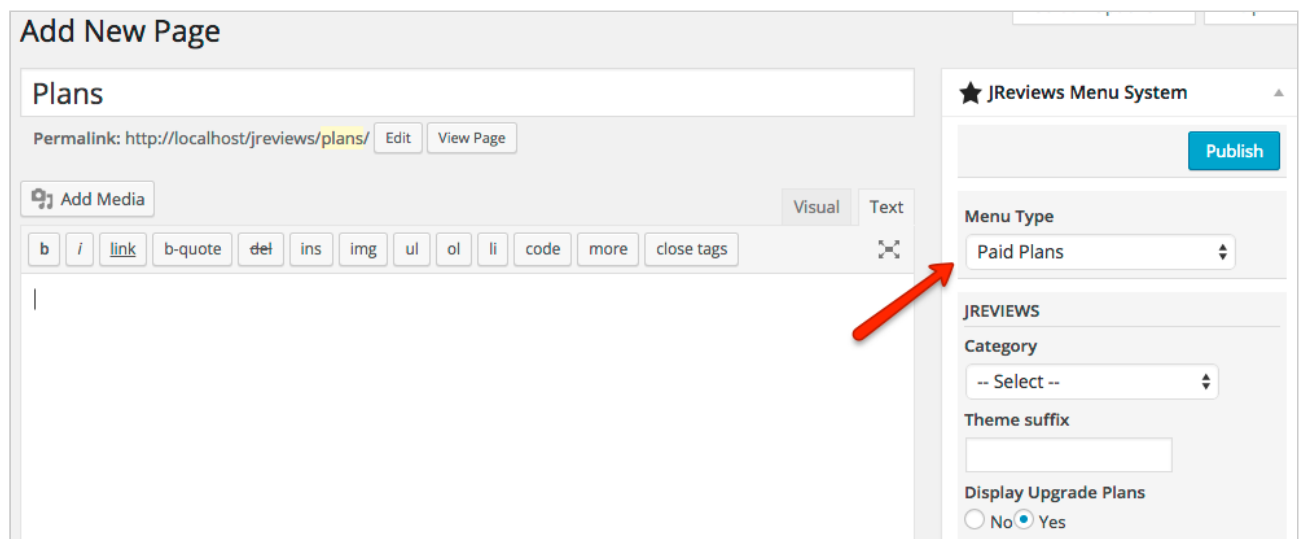 Add New Page
Plans
Permalink: http://localhost/jreviews/plans/ Edit View Page
Add Media
Visual Text
b i link b-quote del ins img ul ol li code more close tags
JReviews Menu System
Publish
Menu Type
Paid Plans
JREVIEWS
Category
-- Select --
Theme suffix
Display Upgrade Plans
No Yes